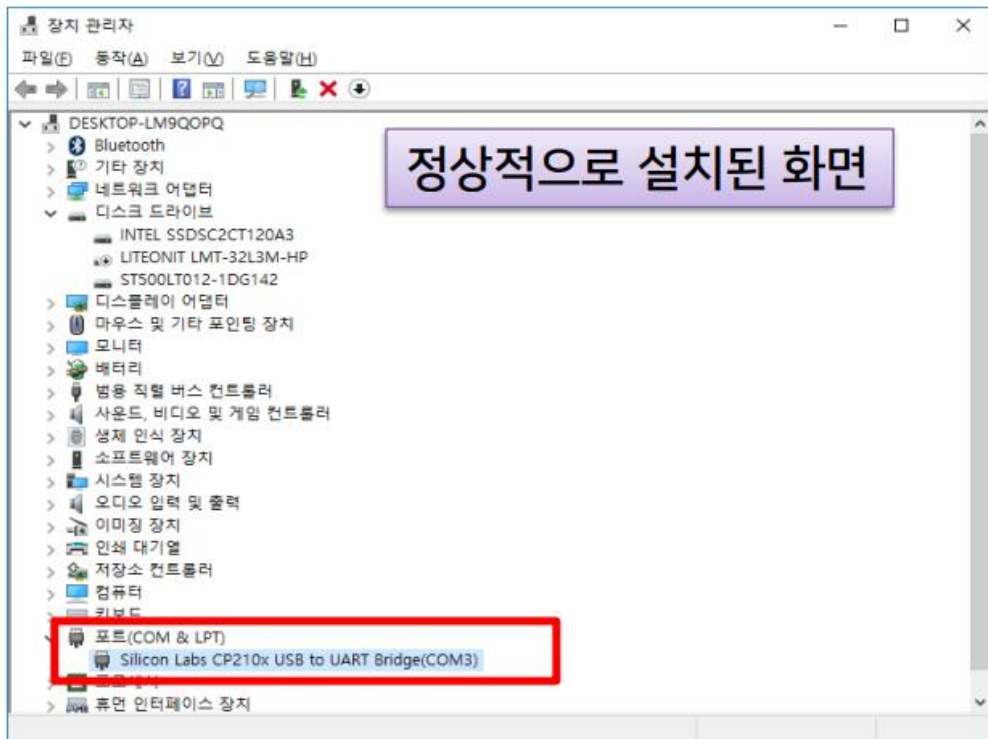 장치 관리자
파일(F) 동작(A) 보기(V) 도움말(H)
DESKTOP-LM9QOPQ
정상적으로 설치된 화면
Bluetooth
기타 장치
네트워크 어댑터
디스크 드라이브
INTEL SSDSC2CT120A3
LITEONIT LMT-32L3M-HP
ST500LT012-1DG142
디스플레이 어댑터
마우스 및 기타 포인팅 장치
모니터
배터리
범용 직렬 버스 컨트롤러
사운드, 비디오 및 게임 컨트롤러
생체 인식 장치
소프트웨어 장치
시스템 장치
오디오 입력 및 출력
이미징 장치
인쇄 대기열
저장소 컨트롤러
컴퓨터
키보드
포트(COM & LPT)
Silicon Labs CP210x USB to UART Bridge(COM3)
휴먼 인터페이스 장치